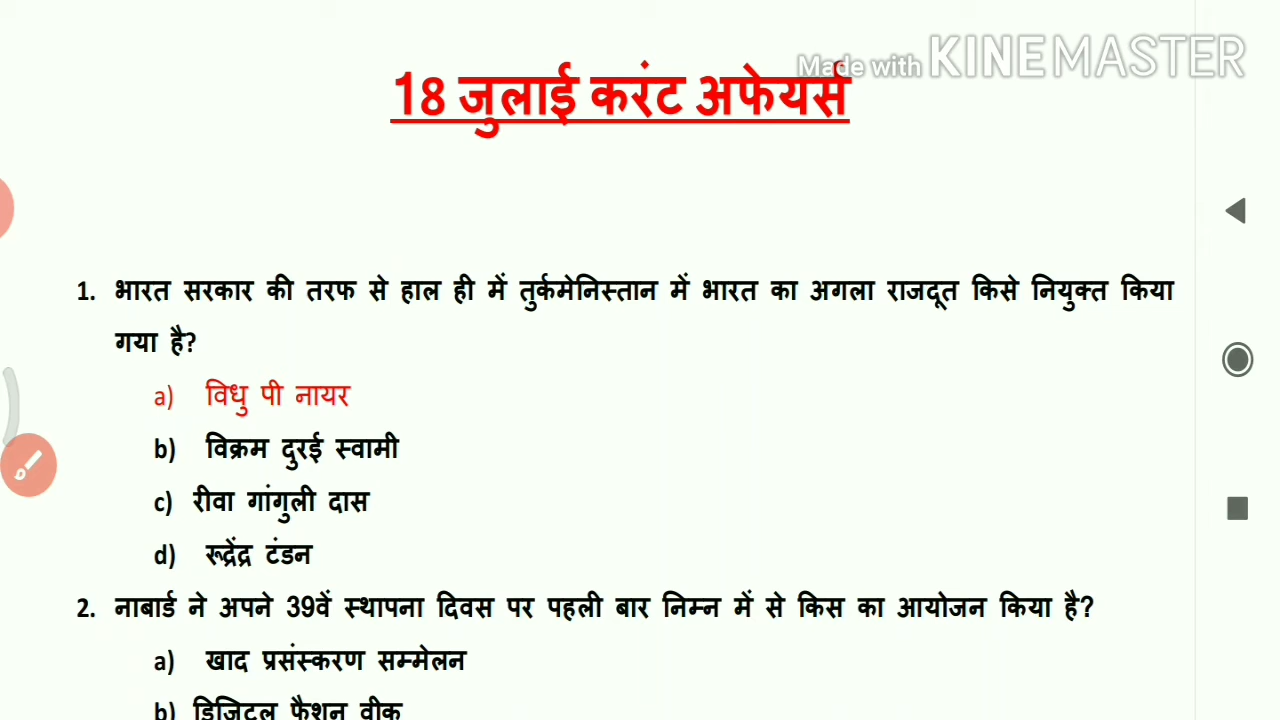 Made with KINEMASTER
18 जुलाई करंट अफेयर्स
1. भारत सरकार की तरफ से हाल ही में तुर्कमेनिस्तान में भारत का अगला राजदूत किसे नियुक्त किया
गया है?
a) विधु पी नायर
b) विक्रम दुरई स्वामी
c) रीवा गांगुली दास
d) रूद्रेंद्र टंडन
2. नाबार्ड ने अपने 39वें स्थापना दिवस पर पहली बार निम्न में से किस का आयोजन किया है?
a) खाद प्रसंस्करण सम्मेलन
b) डिजिटल फैशन वीक